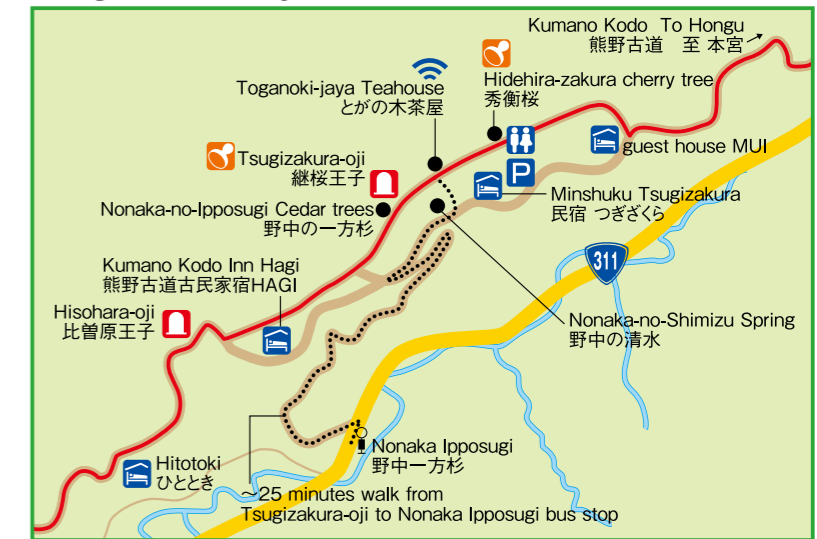 Kumano Kodo To Hongu
熊野古道 至 本宮
Hidehira-zakura cherry tree
秀衡桜
Toganoki-jaya Teahouse
とがの木茶屋
guest house MUI
P
Tsugizakura-oji
継桜王子
Minshuku Tsugizakura
民宿 つぎざくら
Nonaka-no-Ipposugi Cedar trees
野中の一方杉
311
Kumano Kodo Inn Hagi
熊野古道古民家宿HAGI
Hisohara-oji
比曽原王子
Nonaka-no-Shimizu Spring
野中の清水
Nonaka Ipposugi
野中一方杉
Hitotoki
ひととき
~25 minutes walk from
Tsugizakura-oji to Nonaka Ipposugi bus stop